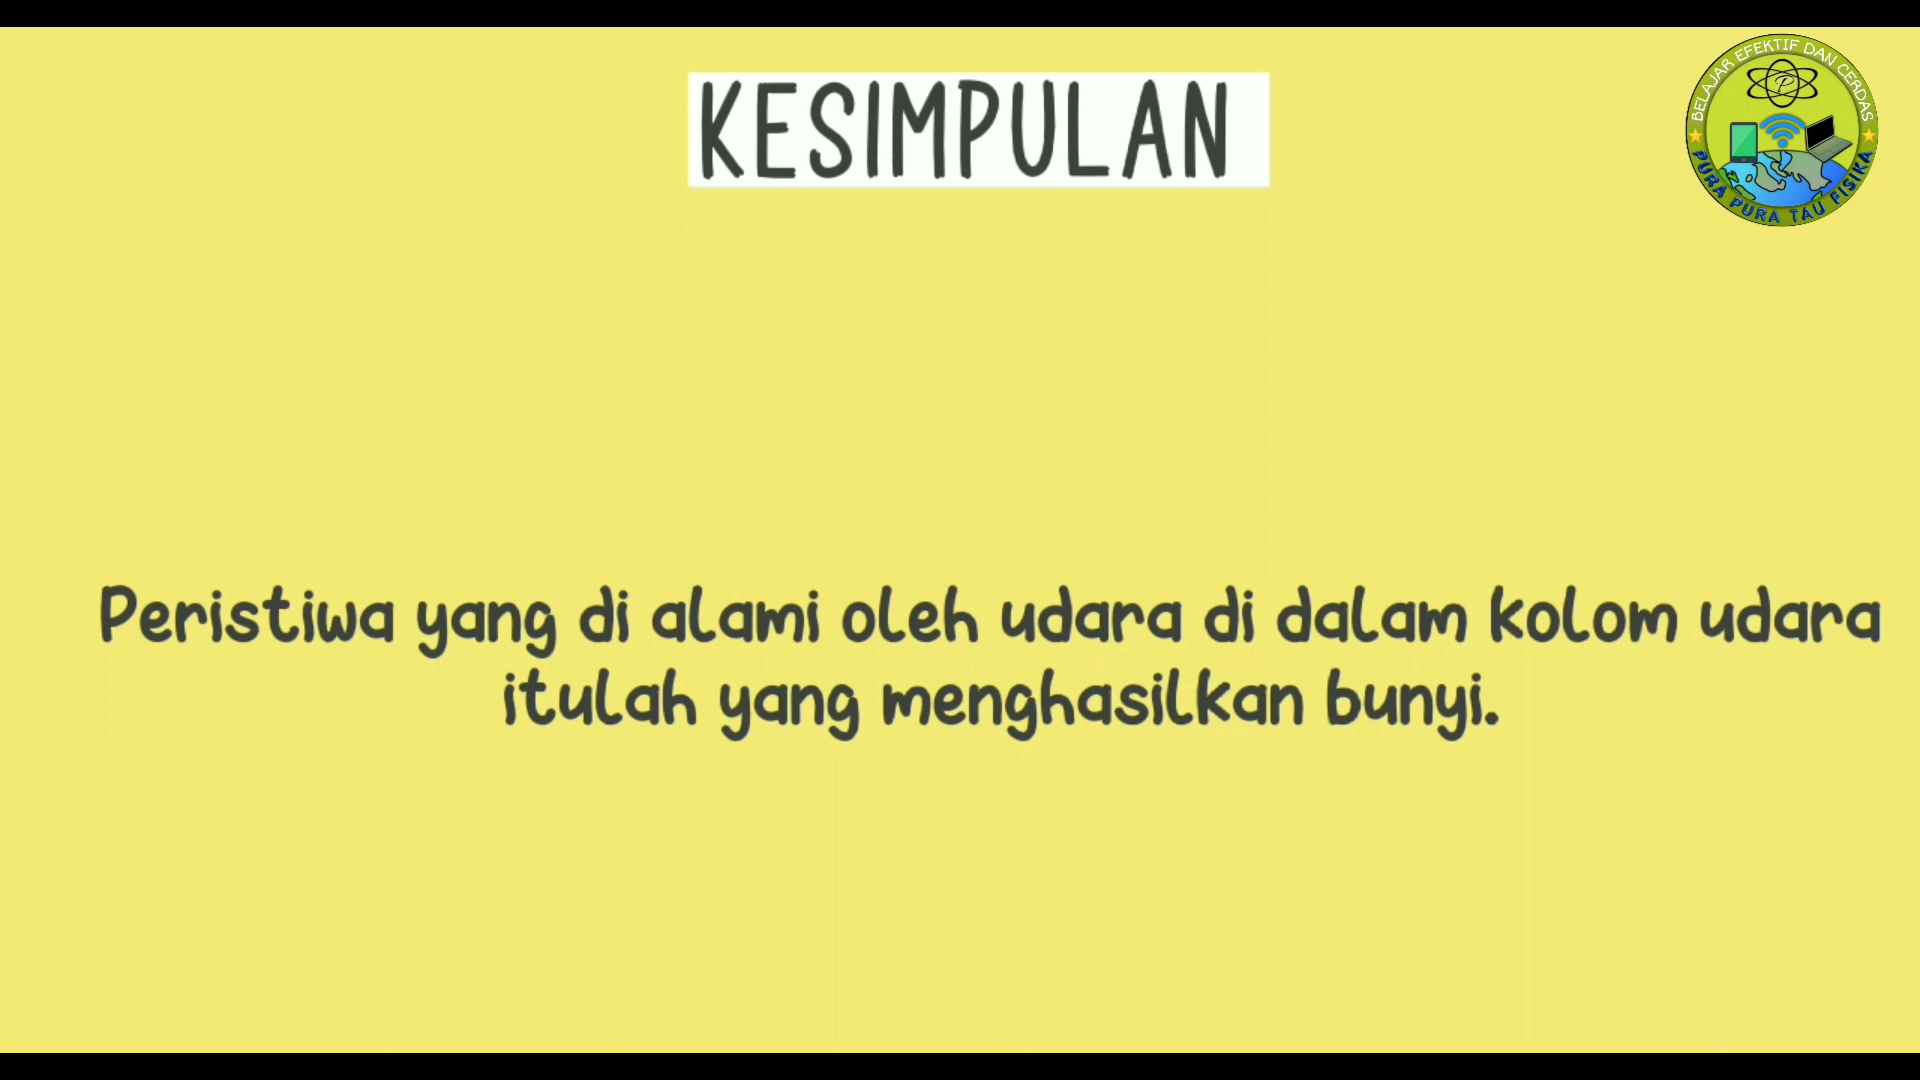 KESIMPULAN
BELAJAR EFEKTIF DAN CERDAS
P
PURA PURA TAU FISIKA
Peristiwa yang di alami oleh udara di dalam kolom udara
itulah yang menghasilkan bunyi.